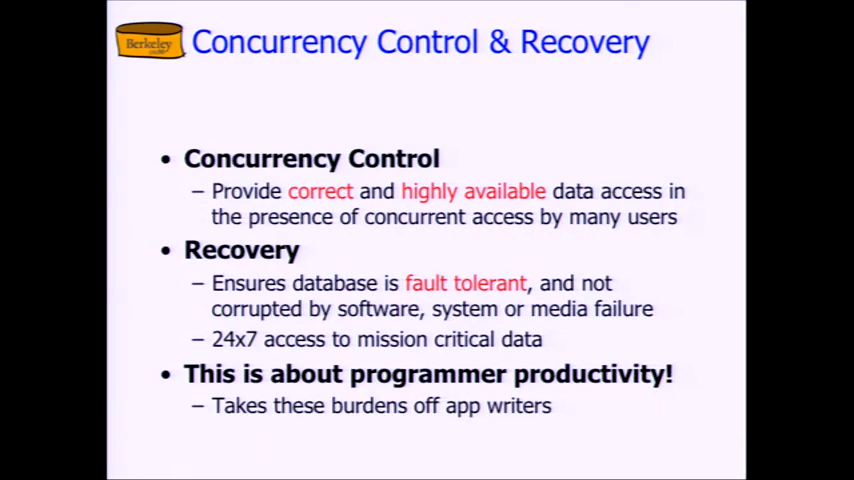 Berkeley
Concurrency Control & Recovery
• Concurrency Control
– Provide correct and highly available data access in
the presence of concurrent access by many users
• Recovery
– Ensures database is fault tolerant, and not
corrupted by software, system or media failure
– 24x7 access to mission critical data
• This is about programmer productivity!
– Takes these burdens off app writers